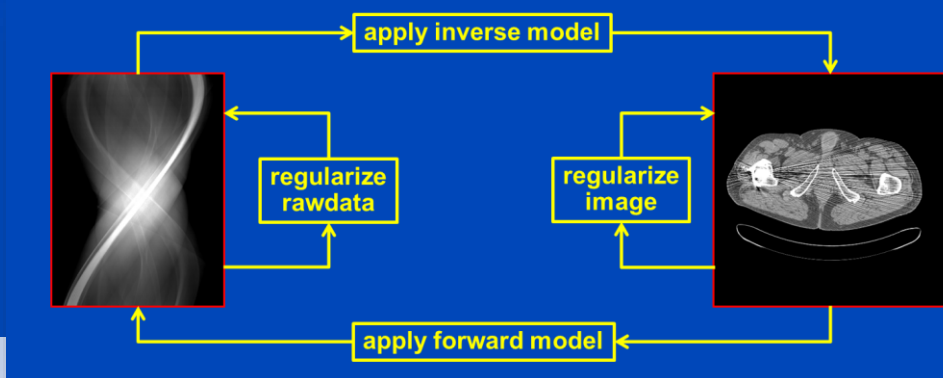 apply inverse model
regularize
rawdata
regularize
image
apply forward model